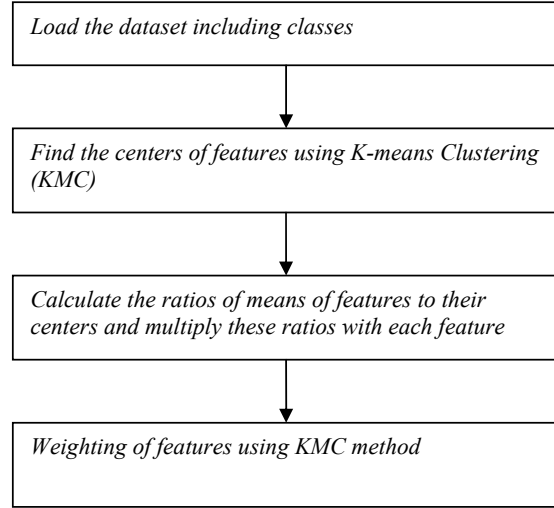 Load the dataset including classes
Find the centers of features using K-means Clustering
(KMC)
Calculate the ratios of means of features to their
centers and multiply these ratios with each feature
Weighting of features using KMC method